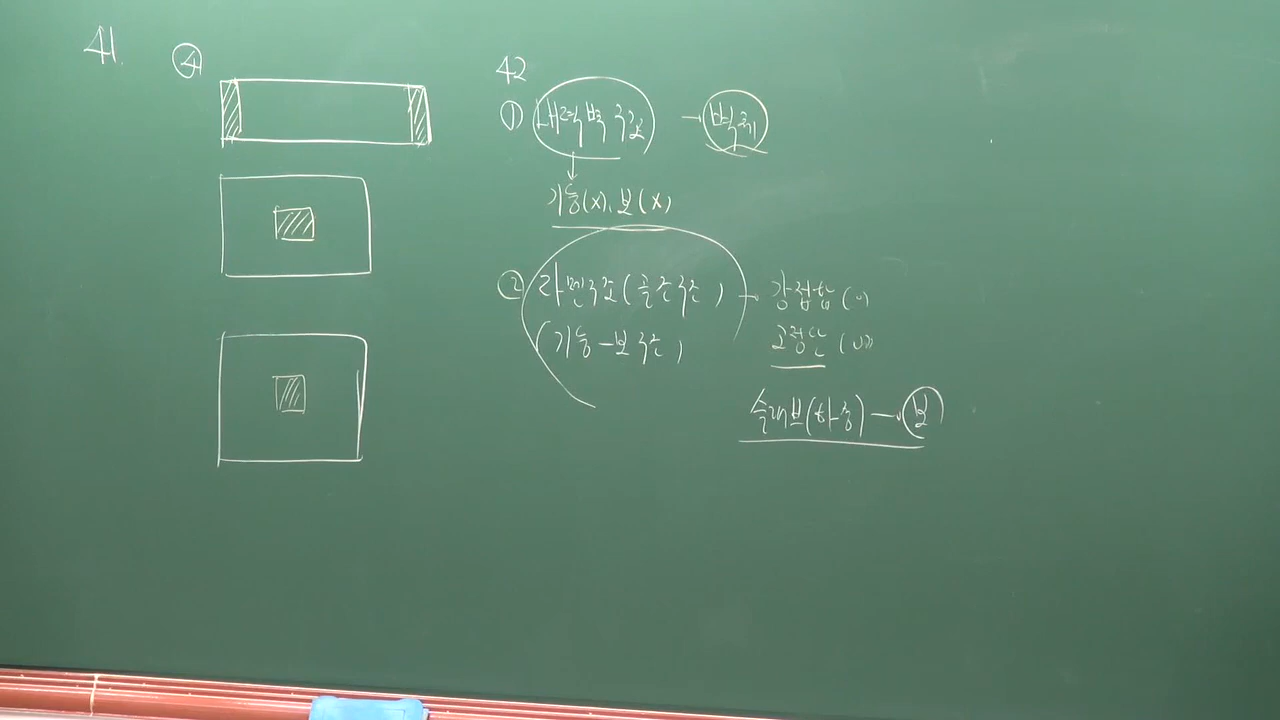 41. ④
42
① 내력벽 구조 → 벽체
기둥(x), 보(x)
② 라멘구조(골조구조) → 강접합(○)
(기둥-보구조) 고정단(○)
슬래브(하중) → 보